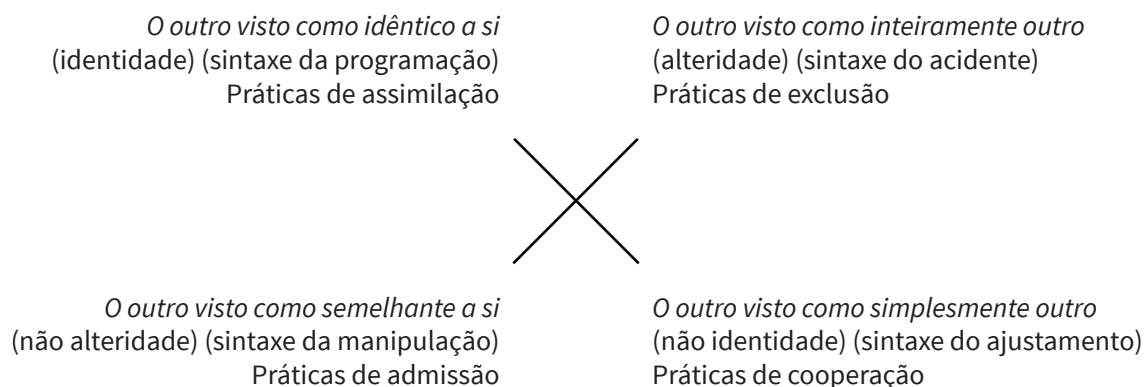 O outro visto como idêntico a si
(identidade) (sintaxe da programação)
Práticas de assimilação
O outro visto como inteiramente outro
(alteridade) (sintaxe do acidente)
Práticas de exclusão
O outro visto como semelhante a si
(não alteridade) (sintaxe da manipulação)
Práticas de admissão
O outro visto como simplesmente outro
(não identidade) (sintaxe do ajustamento)
Práticas de cooperação